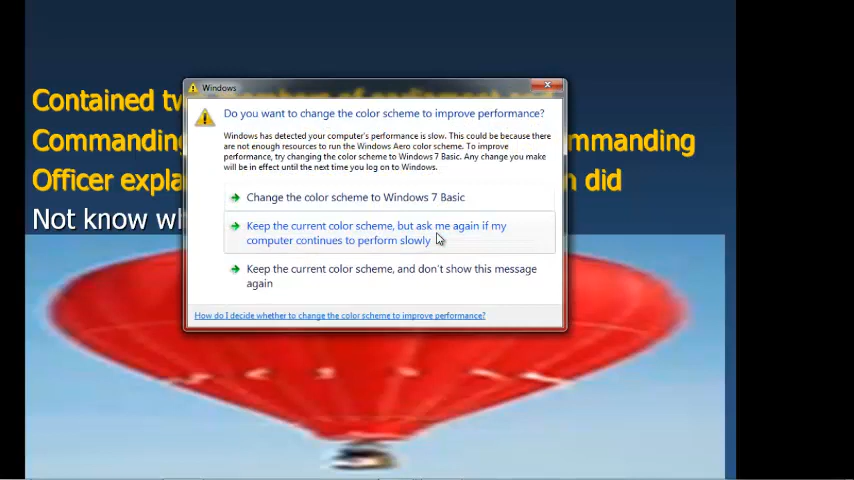 Windows
Contained tw
Do you want to change the color scheme to improve performance?
Windows has detected your computer's performance is slow. This could be because there
are not enough resources to run the Windows Aero color scheme. To improve
performance, try changing the color scheme to Windows 7 Basic. Any change you make
will be in effect until the next time you log on to Windows.
Commanding mmanding
Officer expla n did
Not know wh
Change the color scheme to Windows 7 Basic
Keep the current color scheme, but ask me again if my
computer continues to perform slowly
Keep the current color scheme, and don't show this message
again
How do I decide whether to change the color scheme to improve performance?